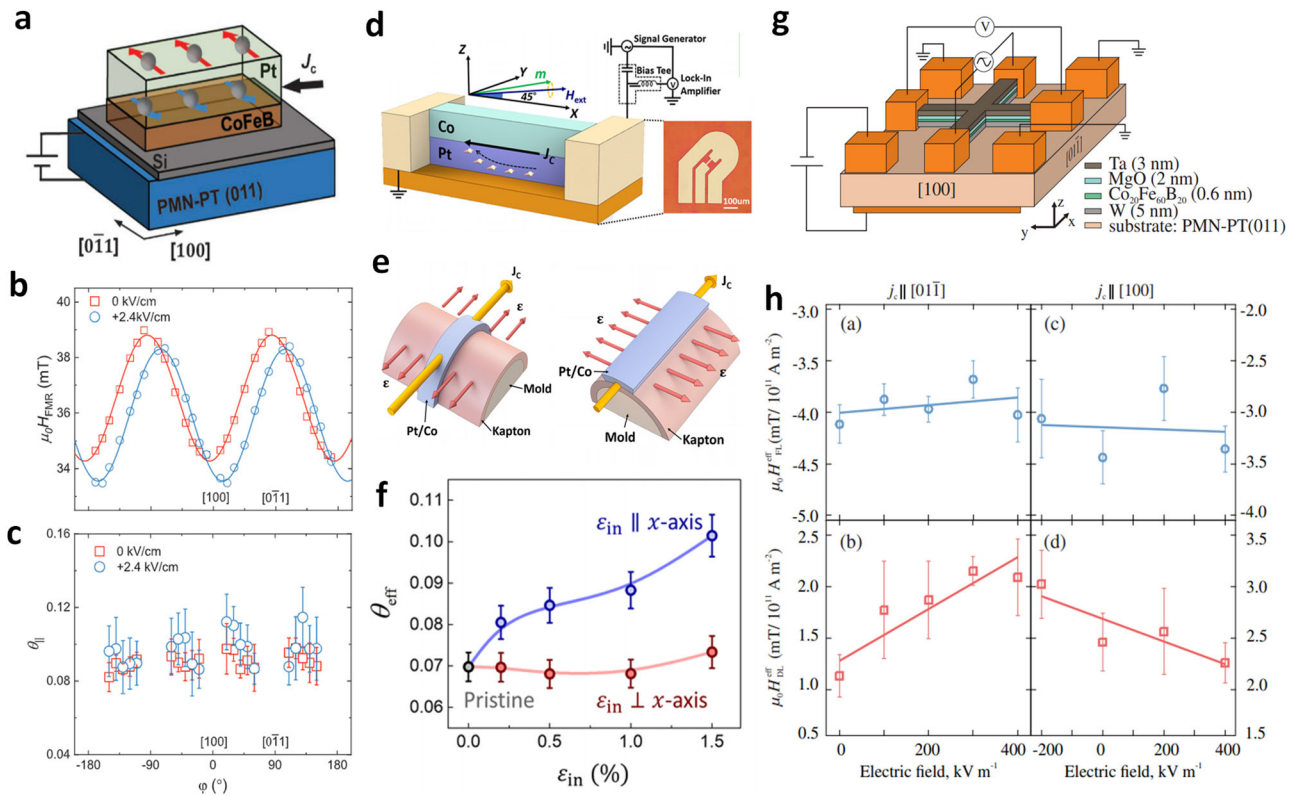 a
Pt
J_c
CoFeB
Si
PMN-PT (011)
[01̄1]
[100]
b
0 kV/cm
+2.4kV/cm
μ₀H_FMR (mT)
40
38
36
34
[100]
[01̄1]
c
0 kV/cm
+2.4 kV/cm
θ_||
0.16
0.12
0.08
0.04
[100]
[01̄1]
-180
-90
0
90
180
φ (°)
d
Signal Generator
Bias Tee
Lock-In
Amplifier
Z
Y
m
H_ext
45°
X
Co
Pt
J_C
100um
e
J_C
ε
ε
Mold
Pt/Co
Kapton
J_C
ε
ε
Pt/Co
Mold
Kapton
f
θ_eff
0.11
0.10
0.09
0.08
0.07
0.06
ε_in ∥ x-axis
Pristine
ε_in ⊥ x-axis
0.0
0.5
1.0
1.5
ε_in (%)
g
V
[011̄]
[100]
Ta (3 nm)
MgO (2 nm)
Co₂₀Fe₆₀B₂₀ (0.6 nm)
W (5 nm)
substrate: PMN-PT(011)
z
x
y
h
j_c∥[011̄]
j_c∥[100]
(a)
(c)
-3.0
-3.5
-4.0
-4.5
-5.0
-2.0
-2.5
-3.0
-3.5
-4.0
μ₀H^eff_FL(mT/ 10¹¹ A m⁻²)
(b)
(d)
2.5
2.0
1.5
1.0
0.5
3.5
3.0
2.5
2.0
1.5
μ₀H^eff_DL (mT/ 10¹¹ A m⁻²)
0
200
400
-200
0
200
400
Electric field, kV m⁻¹
Electric field, kV m⁻¹